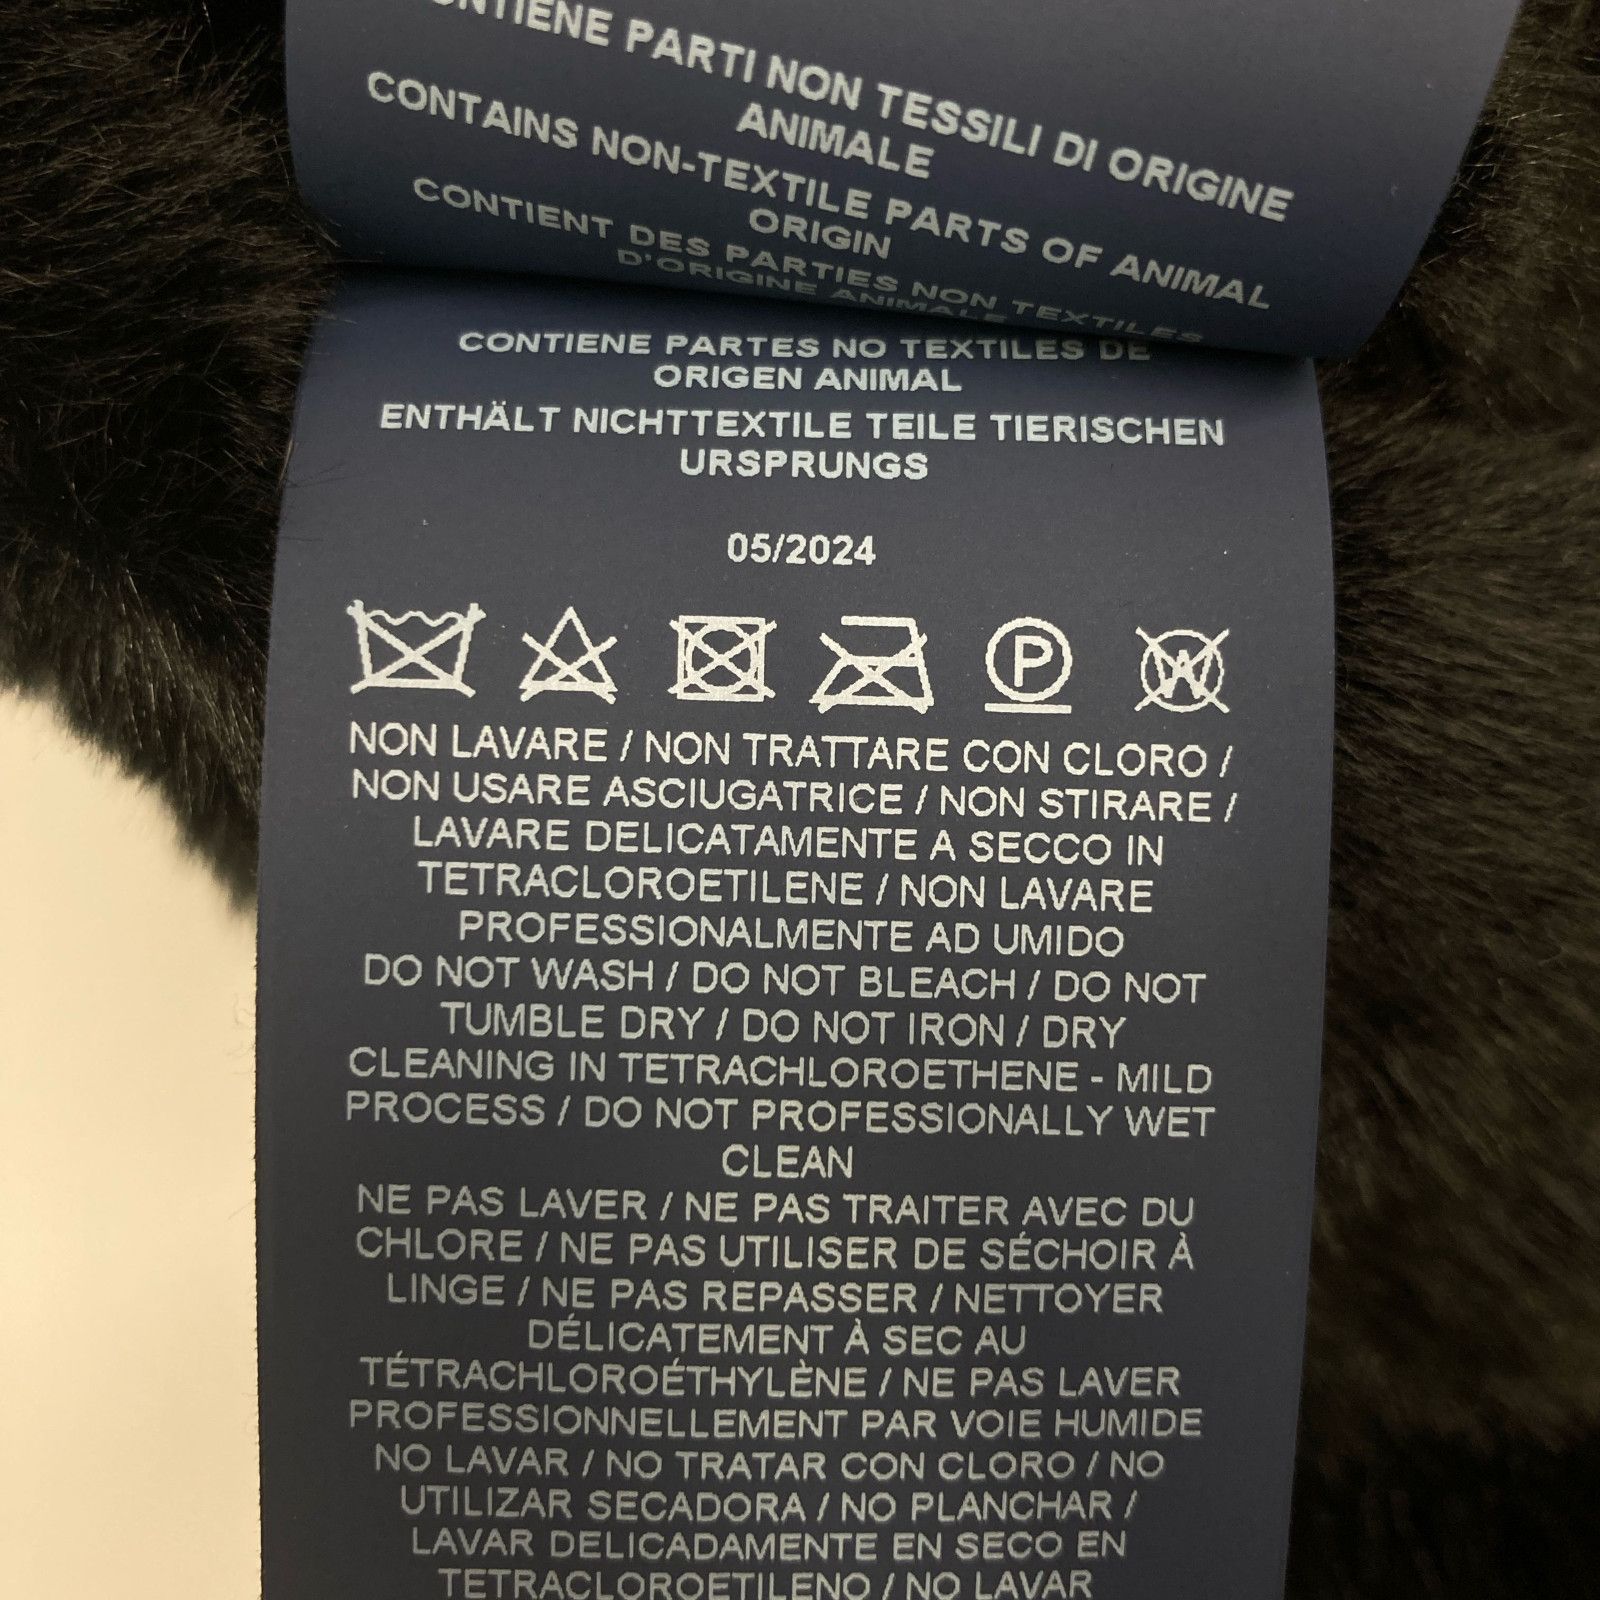 CONTIENE PARTI NON TESSILI DI ORIGINE
ANIMALE
CONTAINS NON-TEXTILE PARTS OF ANIMAL
ORIGIN
CONTIENT DES PARTIES NON TEXTILES
D'ORIGINE ANIMALE
CONTIENE PARTES NO TEXTILES DE
ORIGEN ANIMAL
ENTHÄLT NICHTTEXTILE TEILE TIERISCHEN
URSPRUNGS
05/2024
P W
NON LAVARE / NON TRATTARE CON CLORO /
NON USARE ASCIUGATRICE / NON STIRARE /
LAVARE DELICATAMENTE A SECCO IN
TETRACLOROETILENE / NON LAVARE
PROFESSIONALMENTE AD UMIDO
DO NOT WASH / DO NOT BLEACH / DO NOT
TUMBLE DRY / DO NOT IRON / DRY
CLEANING IN TETRACHLOROETHENE - MILD
PROCESS / DO NOT PROFESSIONALLY WET
CLEAN
NE PAS LAVER / NE PAS TRAITER AVEC DU
CHLORE / NE PAS UTILISER DE SÉCHOIR À
LINGE / NE PAS REPASSER / NETTOYER
DÉLICATEMENT À SEC AU
TÉTRACHLOROÉTHYLÈNE / NE PAS LAVER
PROFESSIONNELLEMENT PAR VOIE HUMIDE
NO LAVAR / NO TRATAR CON CLORO / NO
UTILIZAR SECADORA / NO PLANCHAR /
LAVAR DELICADAMENTE EN SECO EN
TETRACLOROETILENO / NO LAVAR